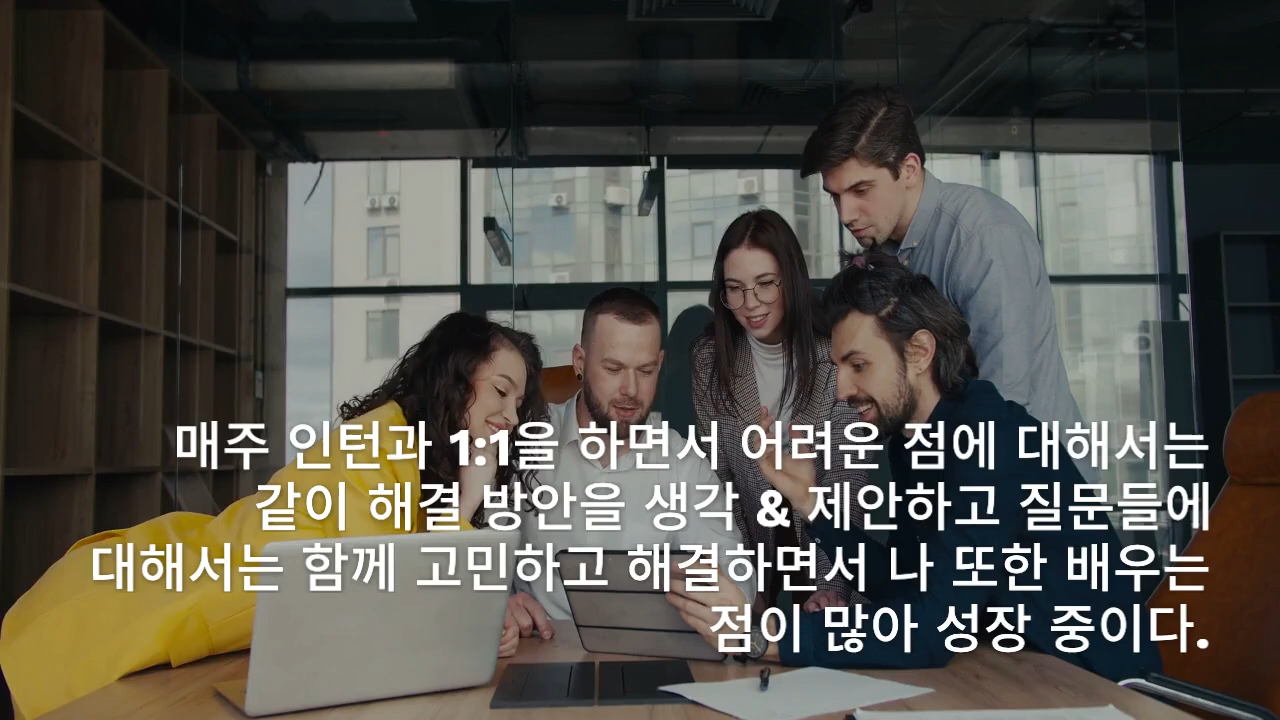 매주 인턴과 1:1을 하면서 어려운 점에 대해서는
같이 해결 방안을 생각 & 제안하고 질문들에
대해서는 함께 고민하고 해결하면서 나 또한 배우는
점이 많아 성장 중이다.